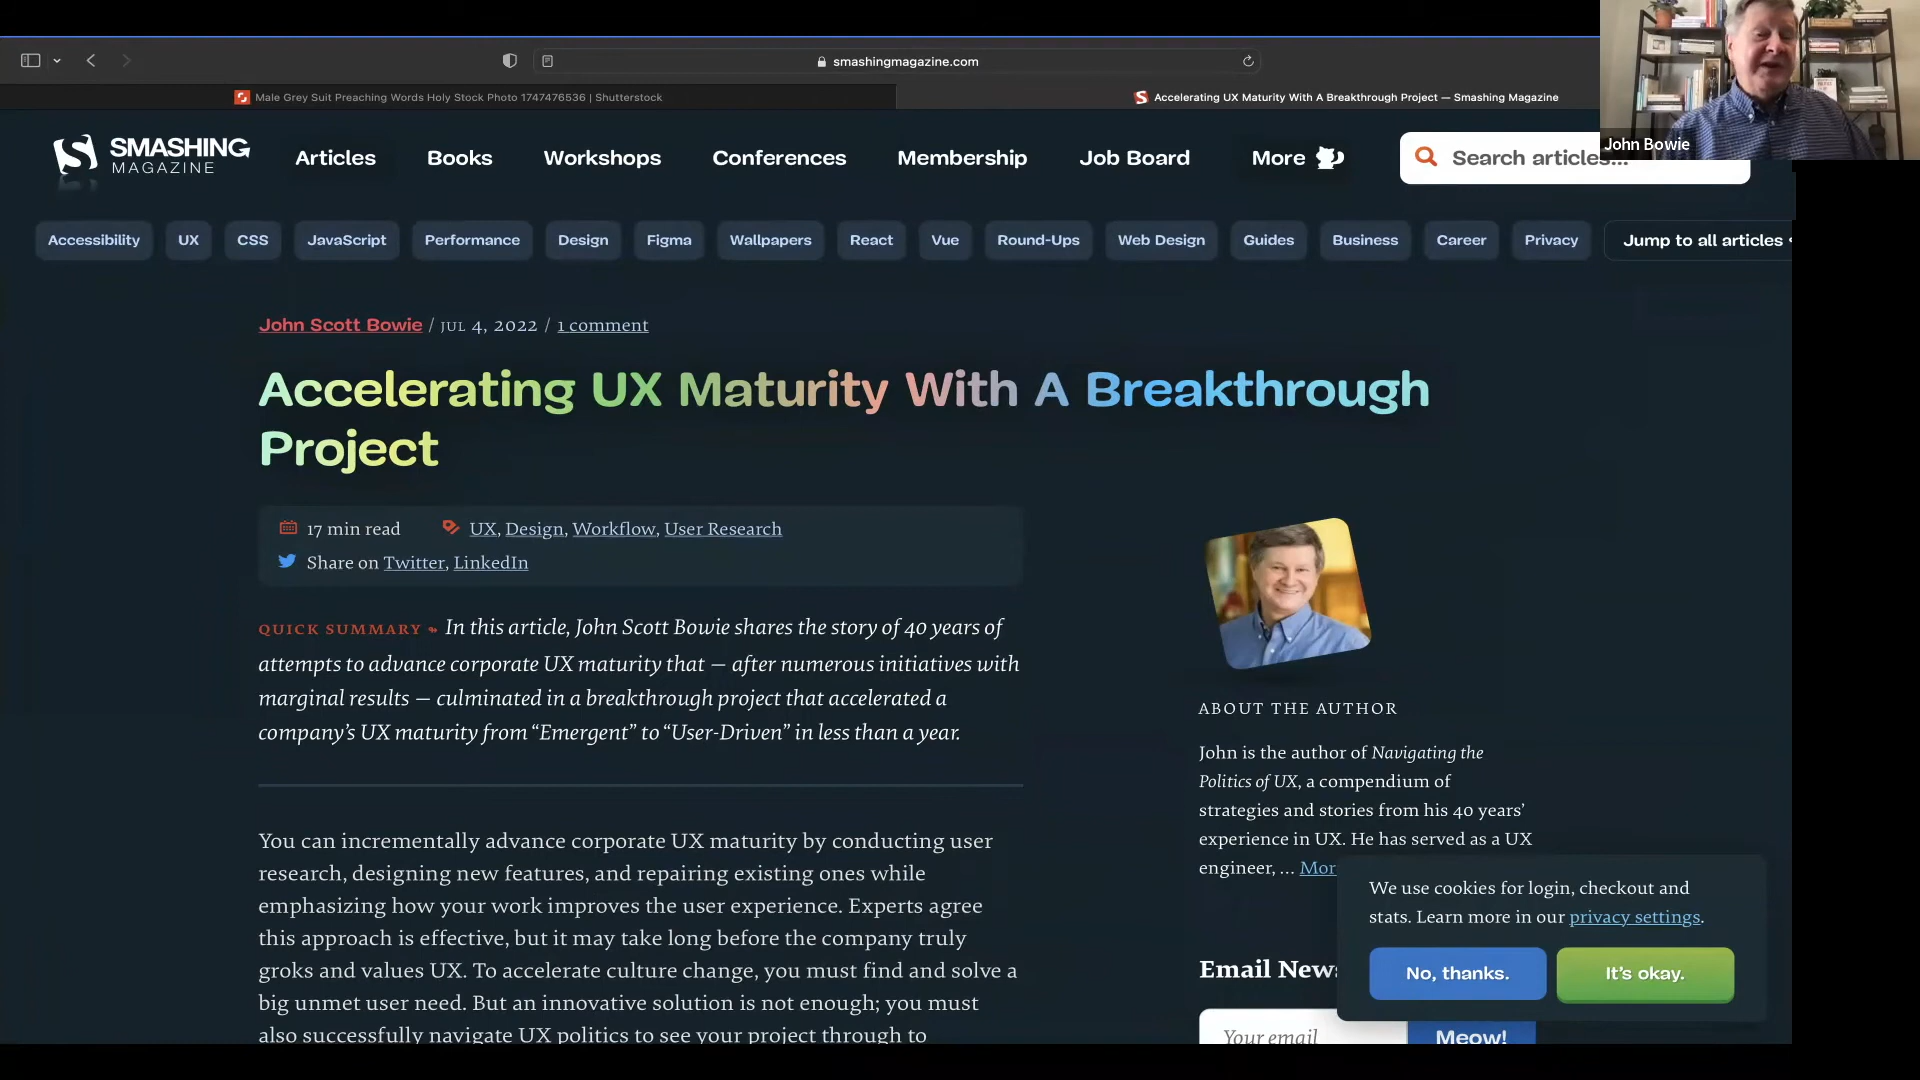 smashingmagazine.com
Male Grey Suit Preaching Words Holy Stock Photo 1747476536 | Shutterstock
Accelerating UX Maturity With A Breakthrough Project — Smashing Magazine
John Bowie
SMASHING
MAGAZINE
Articles
Books
Workshops
Conferences
Membership
Job Board
More
Search articles...
Accessibility
UX
CSS
JavaScript
Performance
Design
Figma
Wallpapers
React
Vue
Round-Ups
Web Design
Guides
Business
Career
Privacy
Jump to all articles
John Scott Bowie / JUL 4, 2022 / 1 comment
Accelerating UX Maturity With A Breakthrough
Project
17 min read
UX, Design, Workflow, User Research
Share on Twitter, LinkedIn
QUICK SUMMARY In this article, John Scott Bowie shares the story of 40 years of
attempts to advance corporate UX maturity that — after numerous initiatives with
marginal results — culminated in a breakthrough project that accelerated a
company’s UX maturity from “Emergent” to “User-Driven” in less than a year.
You can incrementally advance corporate UX maturity by conducting user
research, designing new features, and repairing existing ones while
emphasizing how your work improves the user experience. Experts agree
this approach is effective, but it may take long before the company truly
groks and values UX. To accelerate culture change, you must find and solve a
big unmet user need. But an innovative solution is not enough; you must
also successfully navigate UX politics to see your project through to
ABOUT THE AUTHOR
John is the author of Navigating the
Politics of UX, a compendium of
strategies and stories from his 40 years’
experience in UX. He has served as a UX
engineer, ... Mor
Email News
Your email
Meow!
We use cookies for login, checkout and
stats. Learn more in our privacy settings.
No, thanks.
It’s okay.